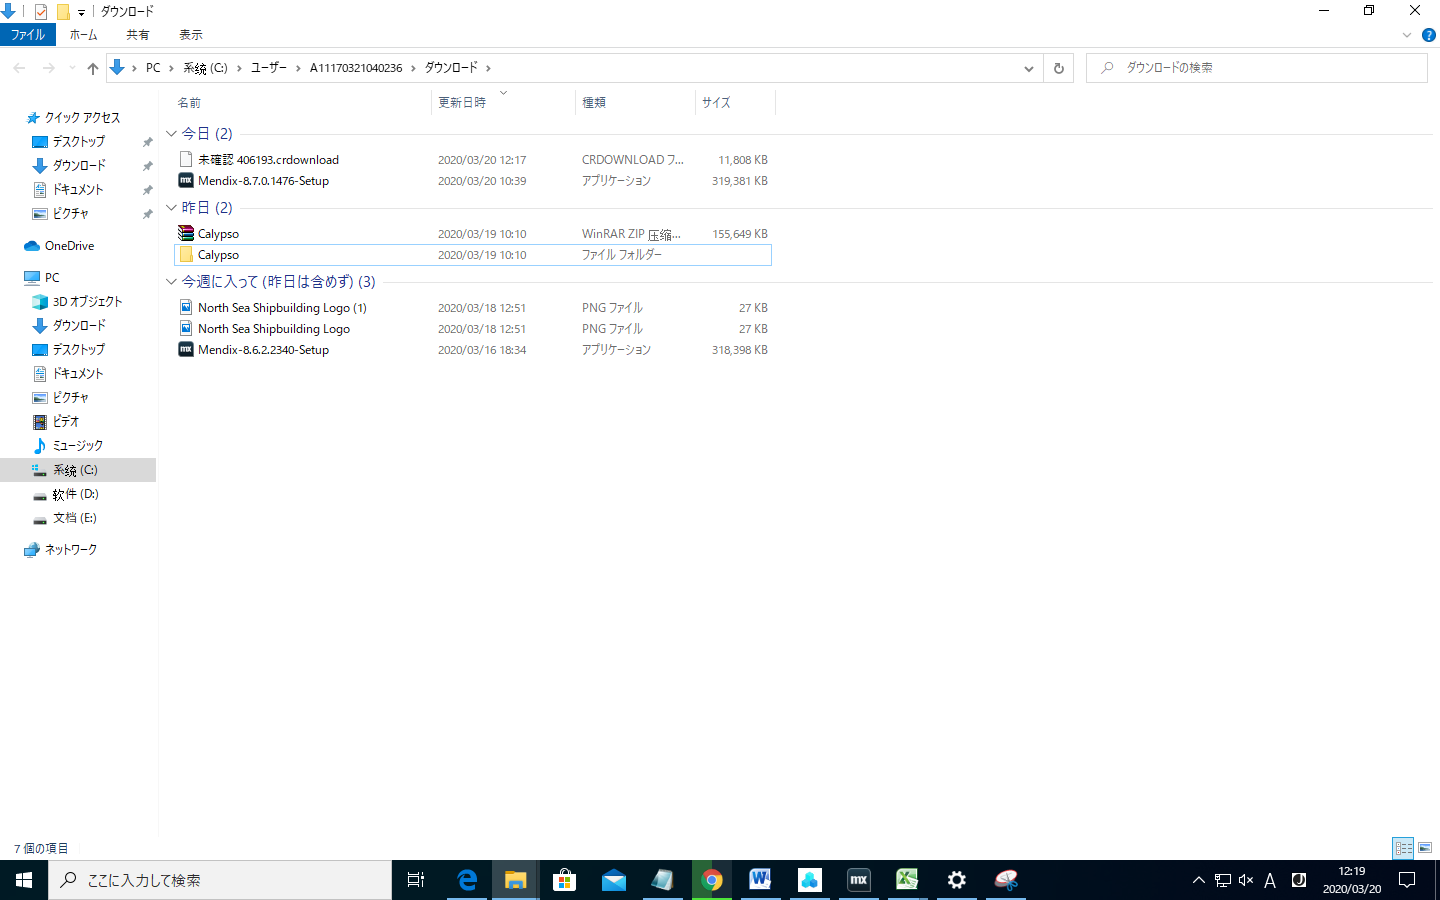 ダウンロード
ファイル ホーム 共有 表示
PC 系统 (C:) ユーザー A11170321040236 ダウンロード ダウンロードの検索
名前 更新日時 種類 サイズ
今日 (2)
未確認 406193.crdownload 2020/03/20 12:17 CRDOWNLOAD フ... 11,808 KB
Mendix-8.7.0.1476-Setup 2020/03/20 10:39 アプリケーション 319,381 KB
昨日 (2)
Calypso 2020/03/19 10:10 WinRAR ZIP 压缩... 155,649 KB
Calypso 2020/03/19 10:10 ファイル フォルダー
今週に入って (昨日は含めず) (3)
North Sea Shipbuilding Logo (1) 2020/03/18 12:51 PNG ファイル 27 KB
North Sea Shipbuilding Logo 2020/03/18 12:51 PNG ファイル 27 KB
Mendix-8.6.2.2340-Setup 2020/03/16 18:34 アプリケーション 318,398 KB
クイック アクセス
デスクトップ
ダウンロード
ドキュメント
ピクチャ
OneDrive
PC
3D オブジェクト
ダウンロード
デスクトップ
ドキュメント
ピクチャ
ビデオ
ミュージック
系统 (C:)
软件 (D:)
文档 (E:)
ネットワーク
7 個の項目
ここに入力して検索
mx
A
12:19
2020/03/20